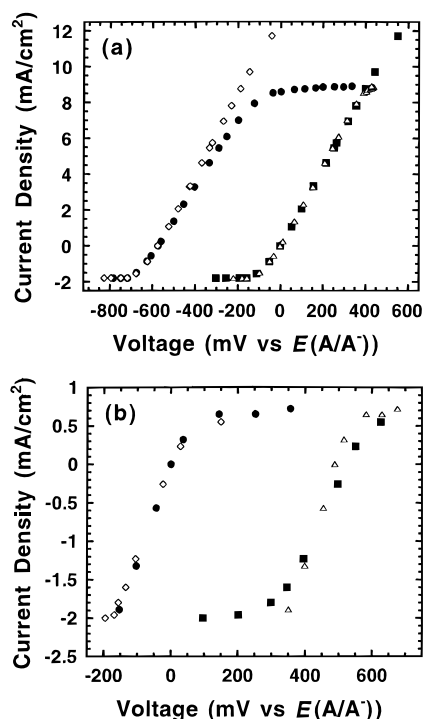 (a)
Current Density (mA/cm²)
12
10
8
6
4
2
0
-2
-800 -600 -400 -200 0 200 400 600
Voltage (mV vs E(A/A⁻))
(b)
Current Density (mA/cm²)
1
0.5
0
-0.5
-1
-1.5
-2
-2.5
-200 0 200 400 600
Voltage (mV vs E(A/A⁻))